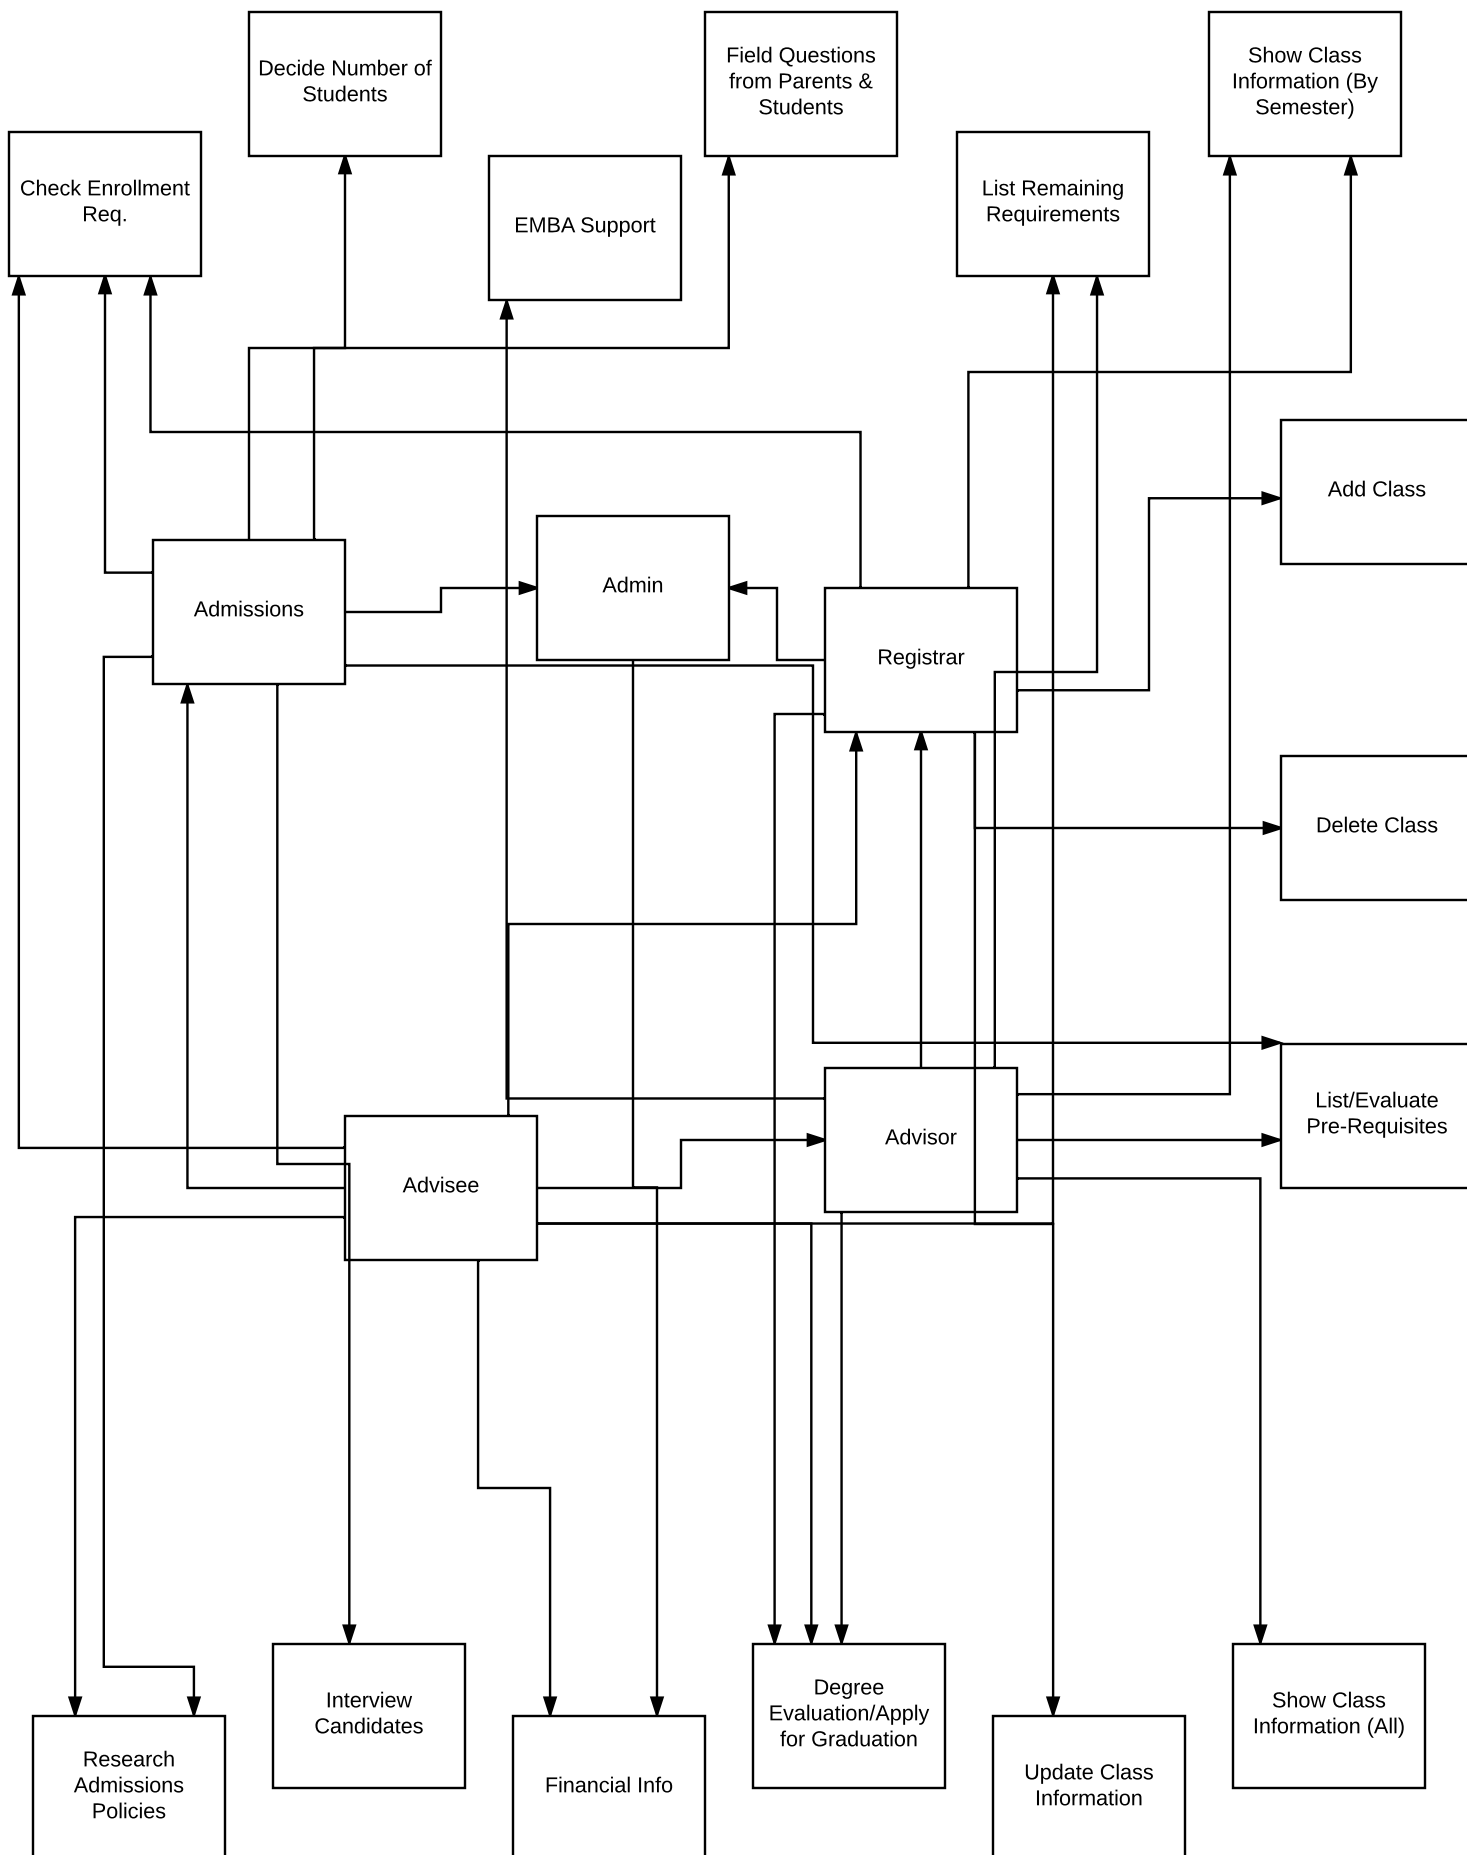 Decide Number of
Students
Field Questions
from Parents &
Students
Show Class
Information (By
Semester)
Check Enrollment
Req.
EMBA Support
List Remaining
Requirements
Add Class
Admissions
Admin
Registrar
Delete Class
List/Evaluate
Pre-Requisites
Advisor
Advisee
Interview
Candidates
Degree
Evaluation/Apply
for Graduation
Show Class
Information (All)
Research
Admissions
Policies
Financial Info
Update Class
Information